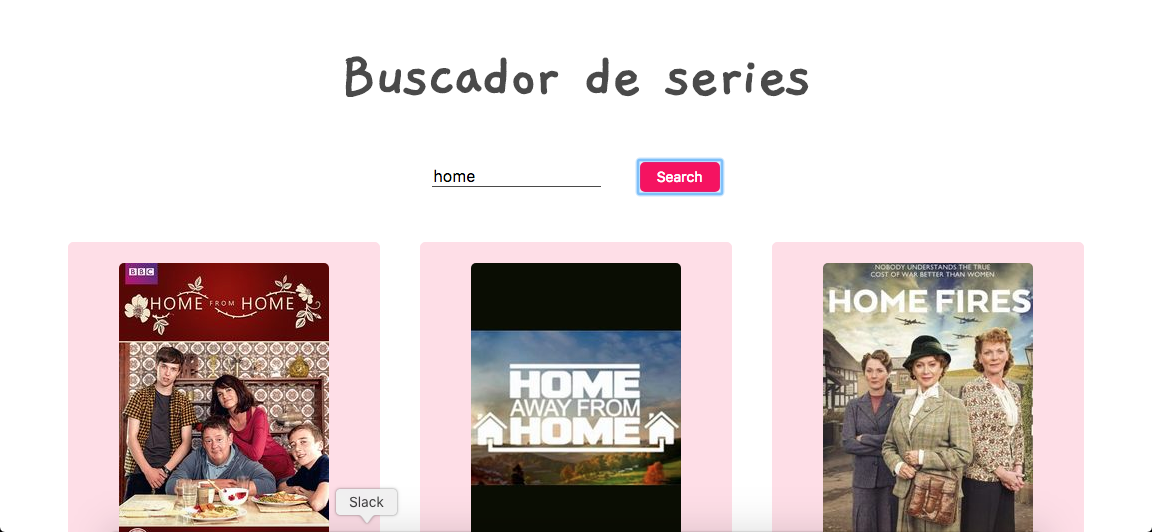 Buscador de series
home
Search
BBC
HOME FROM HOME
HOME
AWAY FROM
HOME
NOBODY UNDERSTANDS THE TRUE
COST OF WAR BETTER THAN WOMEN
HOME FIRES
Slack